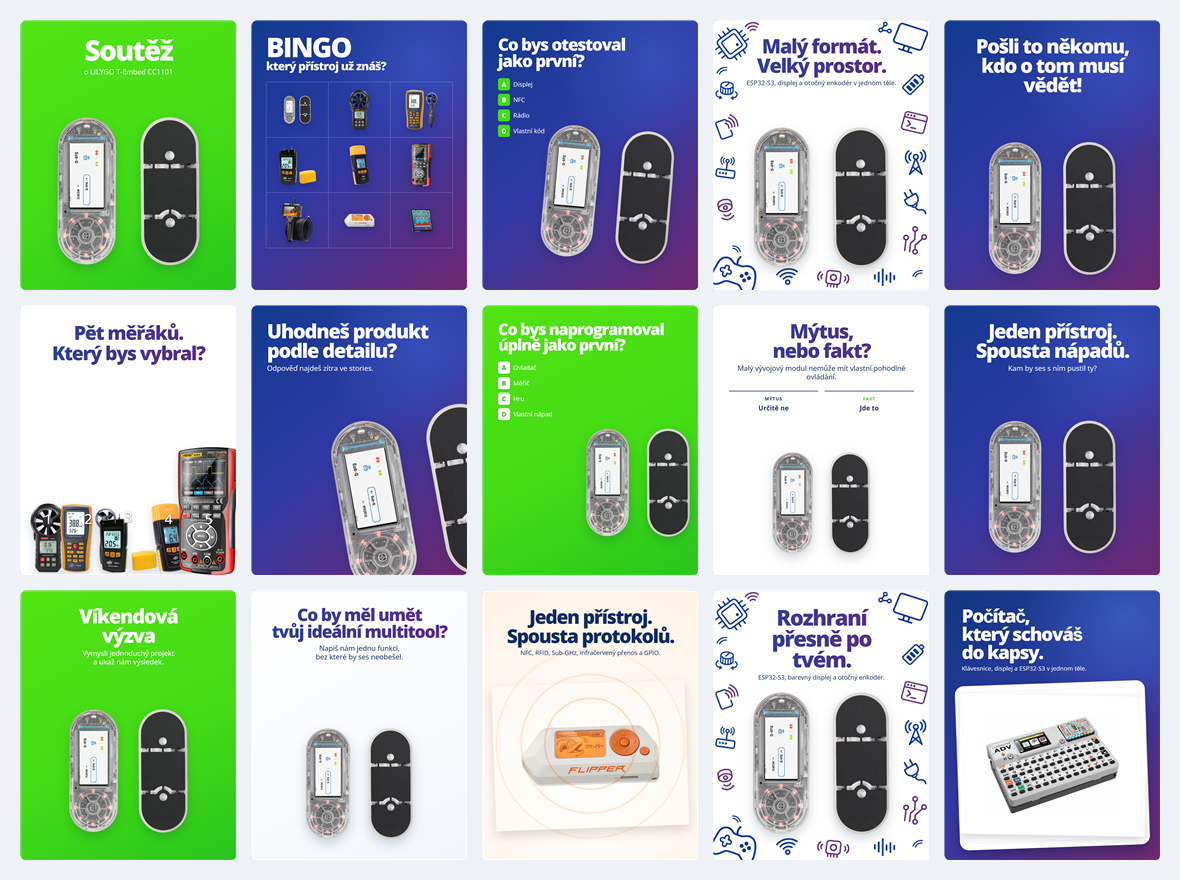 Soutěž
o LILYGO T-Embed CC1101
BINGO
který přístroj už znáš?
Co bys otestoval
jako první?
A Displej
B NFC
C Rádio
D Vlastní kód
Malý formát.
Velký prostor.
ESP32-S3, displej a otočný enkodér v jednom těle.
Pošli to někomu,
kdo o tom musí
vědět!
Pět měřáků.
Který bys vybral?
1 2 3 4 5
Uhodneš produkt
podle detailu?
Odpověď najdeš zítra ve stories.
Co bys naprogramoval
úplně jako první?
A Ovladač
B Měřič
C Hru
D Vlastní nápad
Mýtus,
nebo fakt?
Malý vývojový modul nemůže mít vlastní pohodlné
ovládání.
MÝTUS
Určitě ne
FAKT
Jde to
Jeden přístroj.
Spousta nápadů.
Kam by ses s ním pustil ty?
Víkendová
výzva
Vymysli jednoduchý projekt
a ukaž nám výsledek.
Co by měl umět
tvůj ideální multitool?
Napiš nám jednu funkci,
bez které by ses neobešel.
Jeden přístroj.
Spousta protokolů.
NFC, RFID, Sub-GHz, infračervený přenos a GPIO.
FLIPPER
Rozhraní
přesně po
tvém.
ESP32-S3, barevný displej a otočný enkodér.
Počítač,
který schováš
do kapsy.
Klávesnice, displej a ESP32-S3 v jednom těle.
ADV